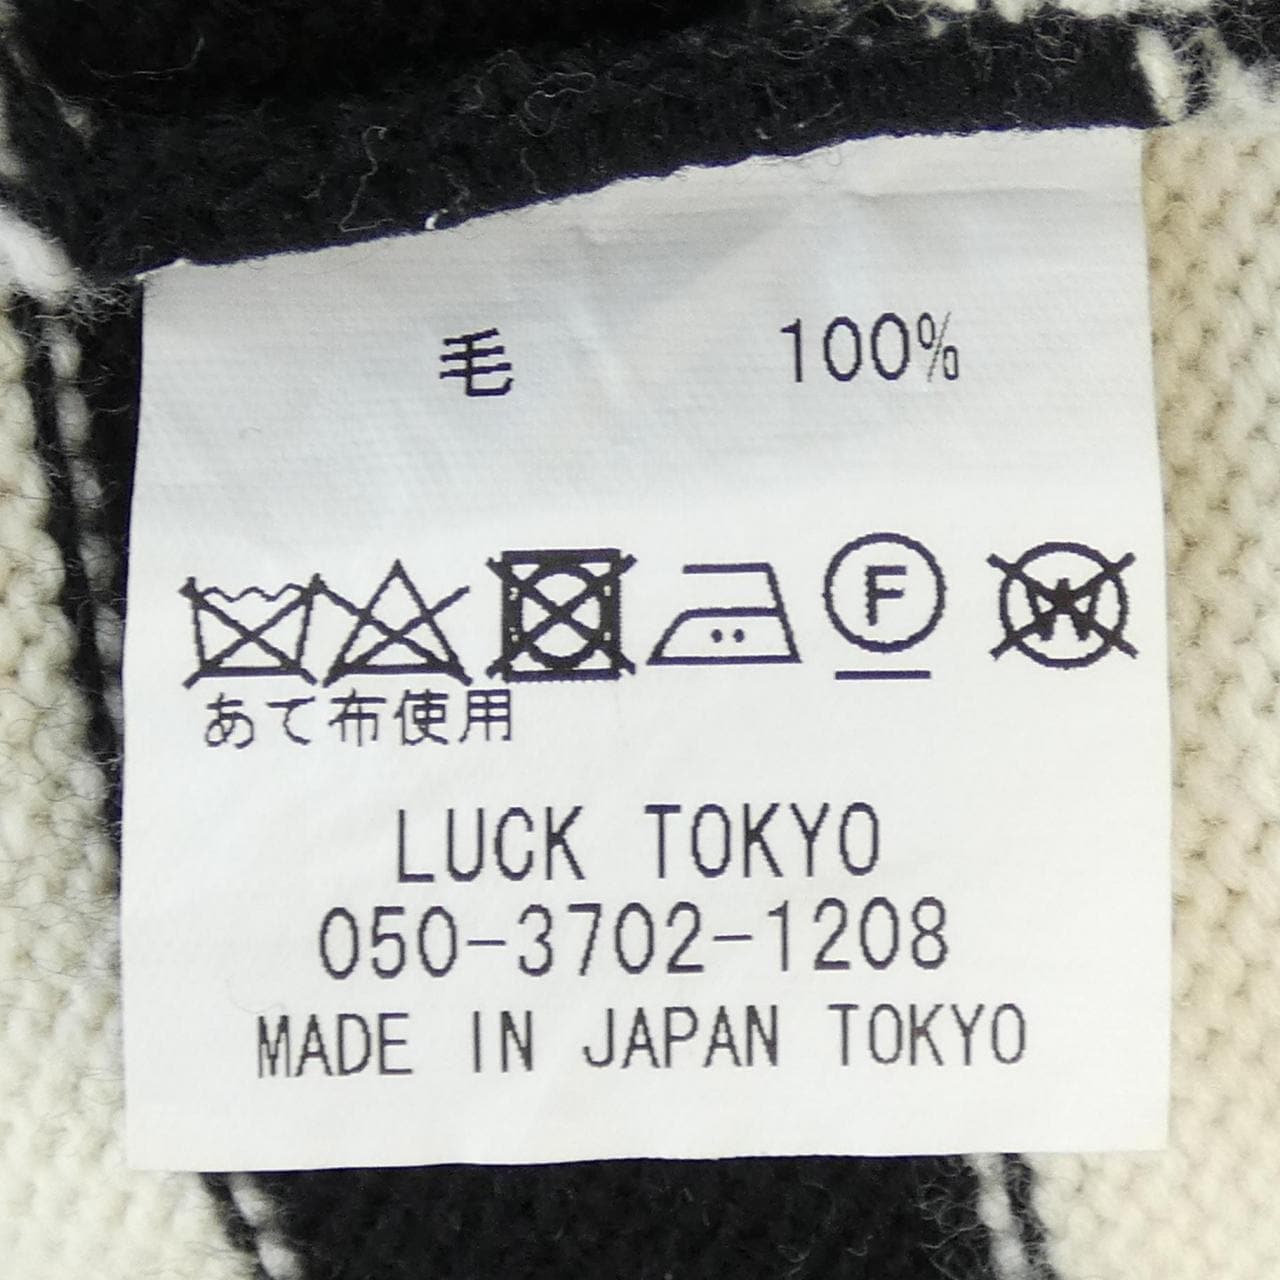 毛 100%
F W
あて布使用
LUCK TOKYO
050-3702-1208
MADE IN JAPAN TOKYO